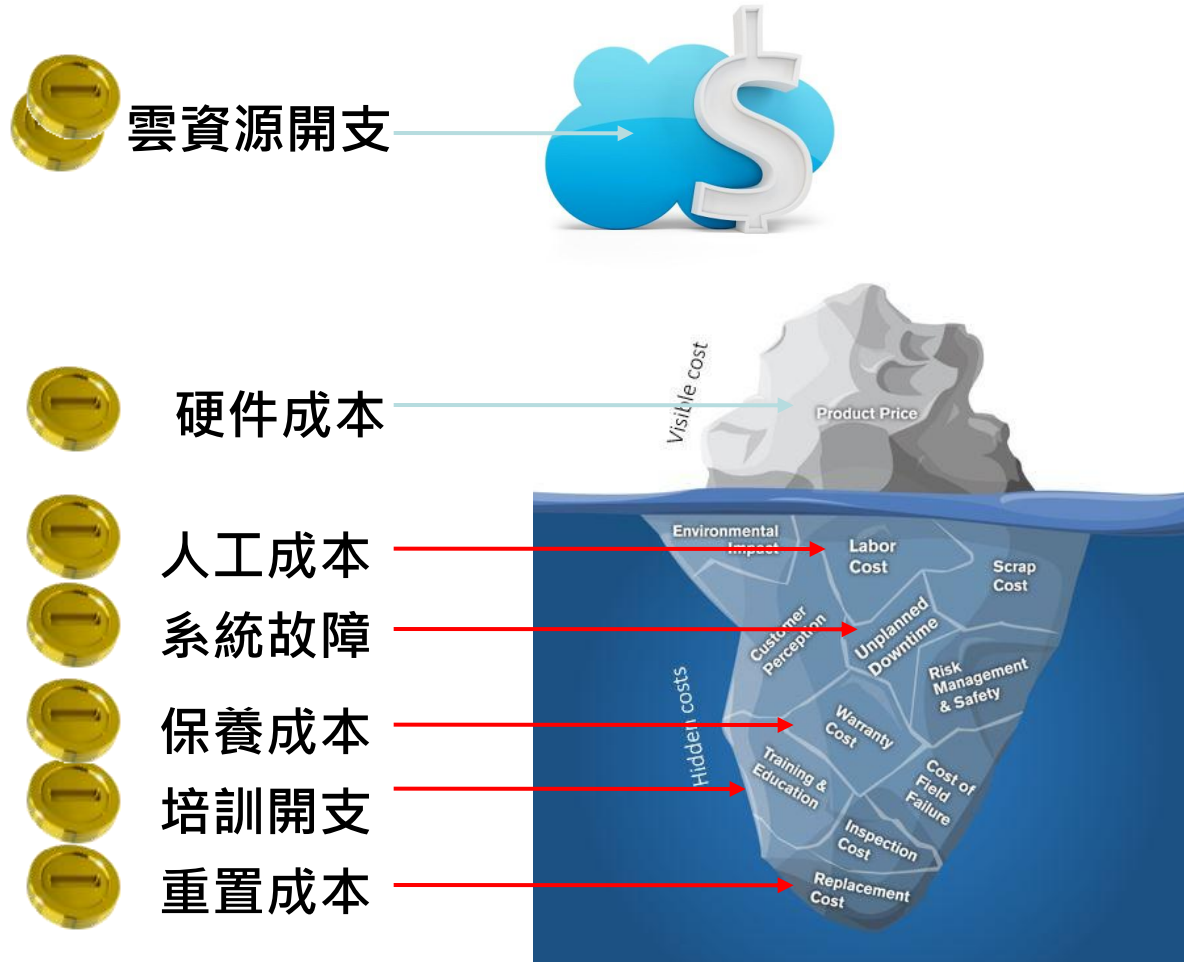 雲資源開支
$
Visible cost
硬件成本
Product Price
人工成本
Environmental
Impact
Labor
Cost
Scrap
Cost
系統故障
Customer
Perception
Unplanned
Downtime
Risk
Management
& Safety
Hidden costs
保養成本
Warranty
Cost
培訓開支
Training &
Education
Cost of
Field
Failure
Inspection
Cost
重置成本
Replacement
Cost